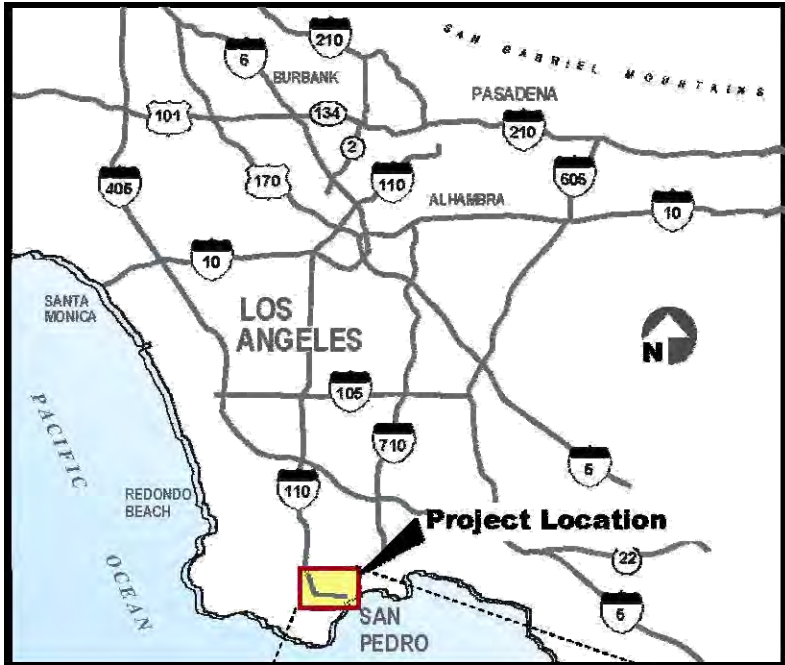 SAN GABRIEL MOUNTAINS
210
6
BURBANK
PASADENA
101
134
210
2
170
110
605
405
ALHAMBRA
10
10
SANTA
MONICA
LOS
ANGELES
N
105
PACIFIC
OCEAN
710
5
110
REDONDO
BEACH
Project Location
22
SAN
PEDRO
5